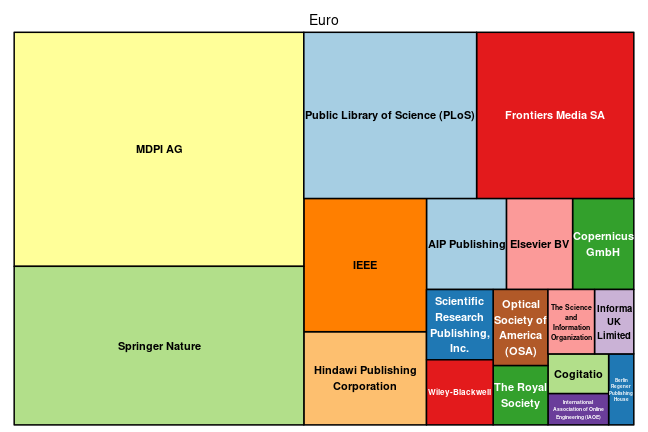 Euro
MDPI AG
Public Library of Science (PLoS)
Frontiers Media SA
IEEE
AIP Publishing
Elsevier BV
Copernicus
GmbH
Springer Nature
Hindawi Publishing
Corporation
Scientific
Research
Publishing,
Inc.
Optical
Society of
America
(OSA)
The Science
and
Information
Organization
Informa
UK
Limited
Wiley-Blackwell
The Royal
Society
Cogitatio
International
Association of Online
Engineering (IAOE)
Berlin
Regener
Publishing
House